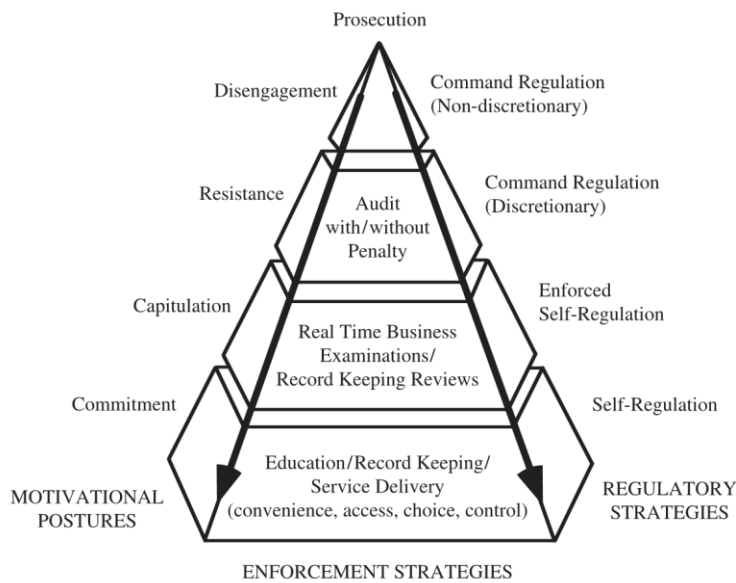 Prosecution
Disengagement
Command Regulation
(Non-discretionary)
Resistance
Audit
with/without
Penalty
Command Regulation
(Discretionary)
Capitulation
Real Time Business
Examinations/
Record Keeping Reviews
Enforced
Self-Regulation
Commitment
Self-Regulation
Education/Record Keeping/
Service Delivery
(convenience, access, choice, control)
MOTIVATIONAL
POSTURES
REGULATORY
STRATEGIES
ENFORCEMENT STRATEGIES